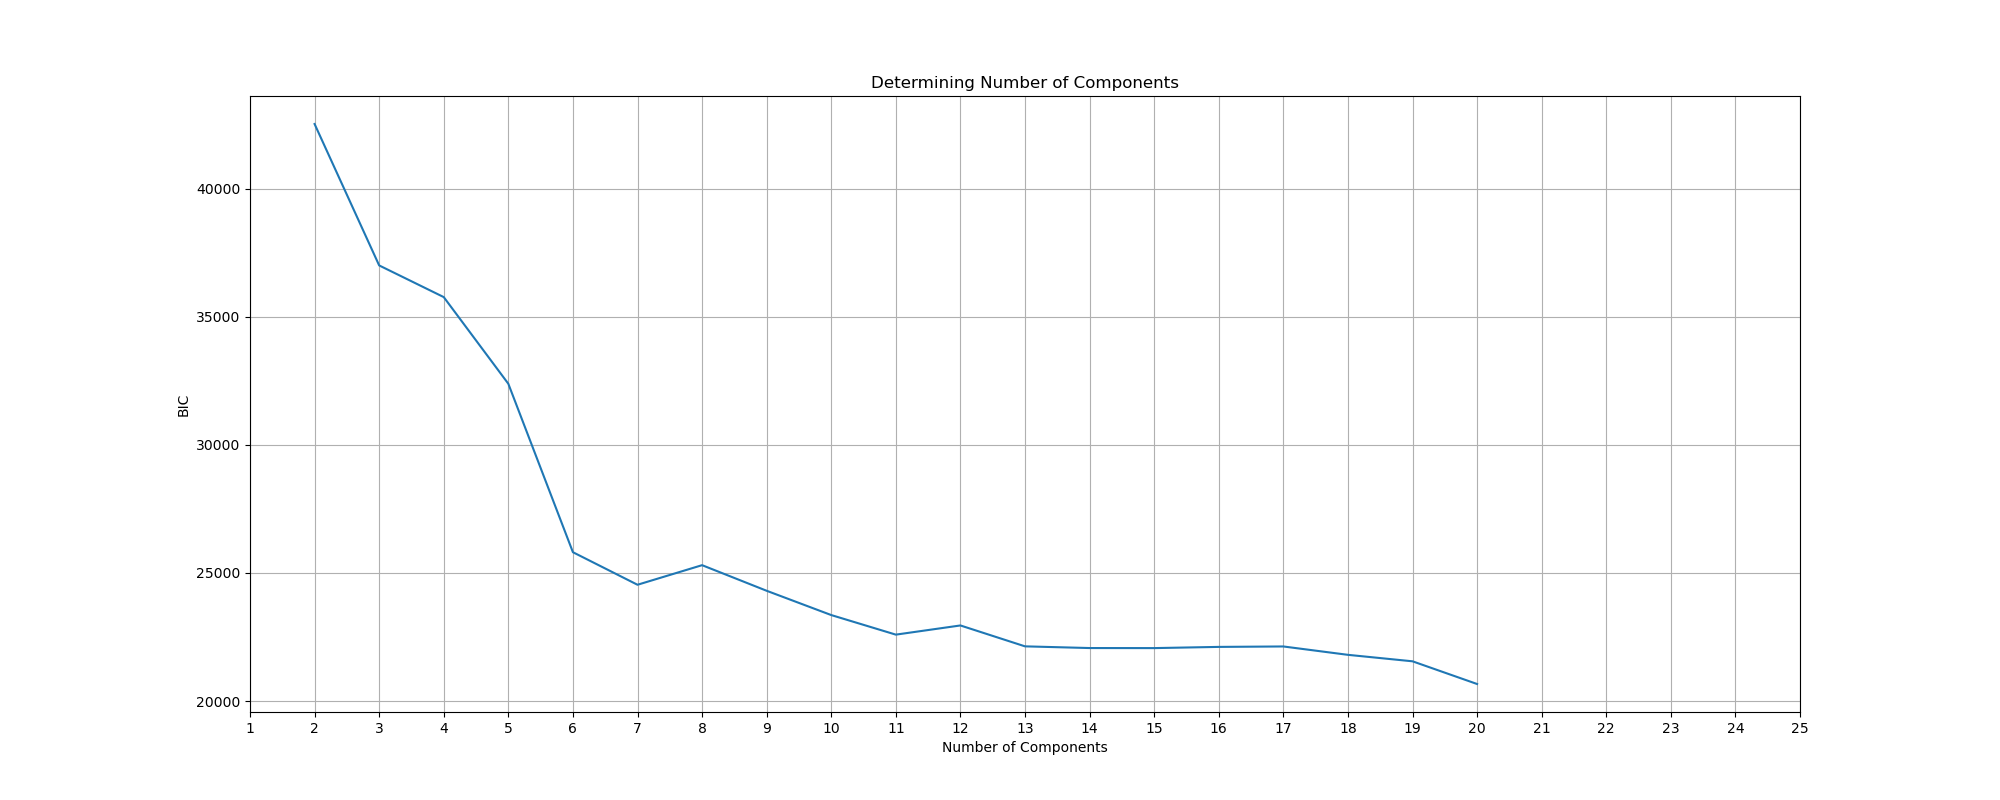 Determining Number of Components
40000
35000
30000
25000
20000
BIC
1 2 3 4 5 6 7 8 9 10 11 12 13 14 15 16 17 18 19 20 21 22 23 24 25
Number of Components